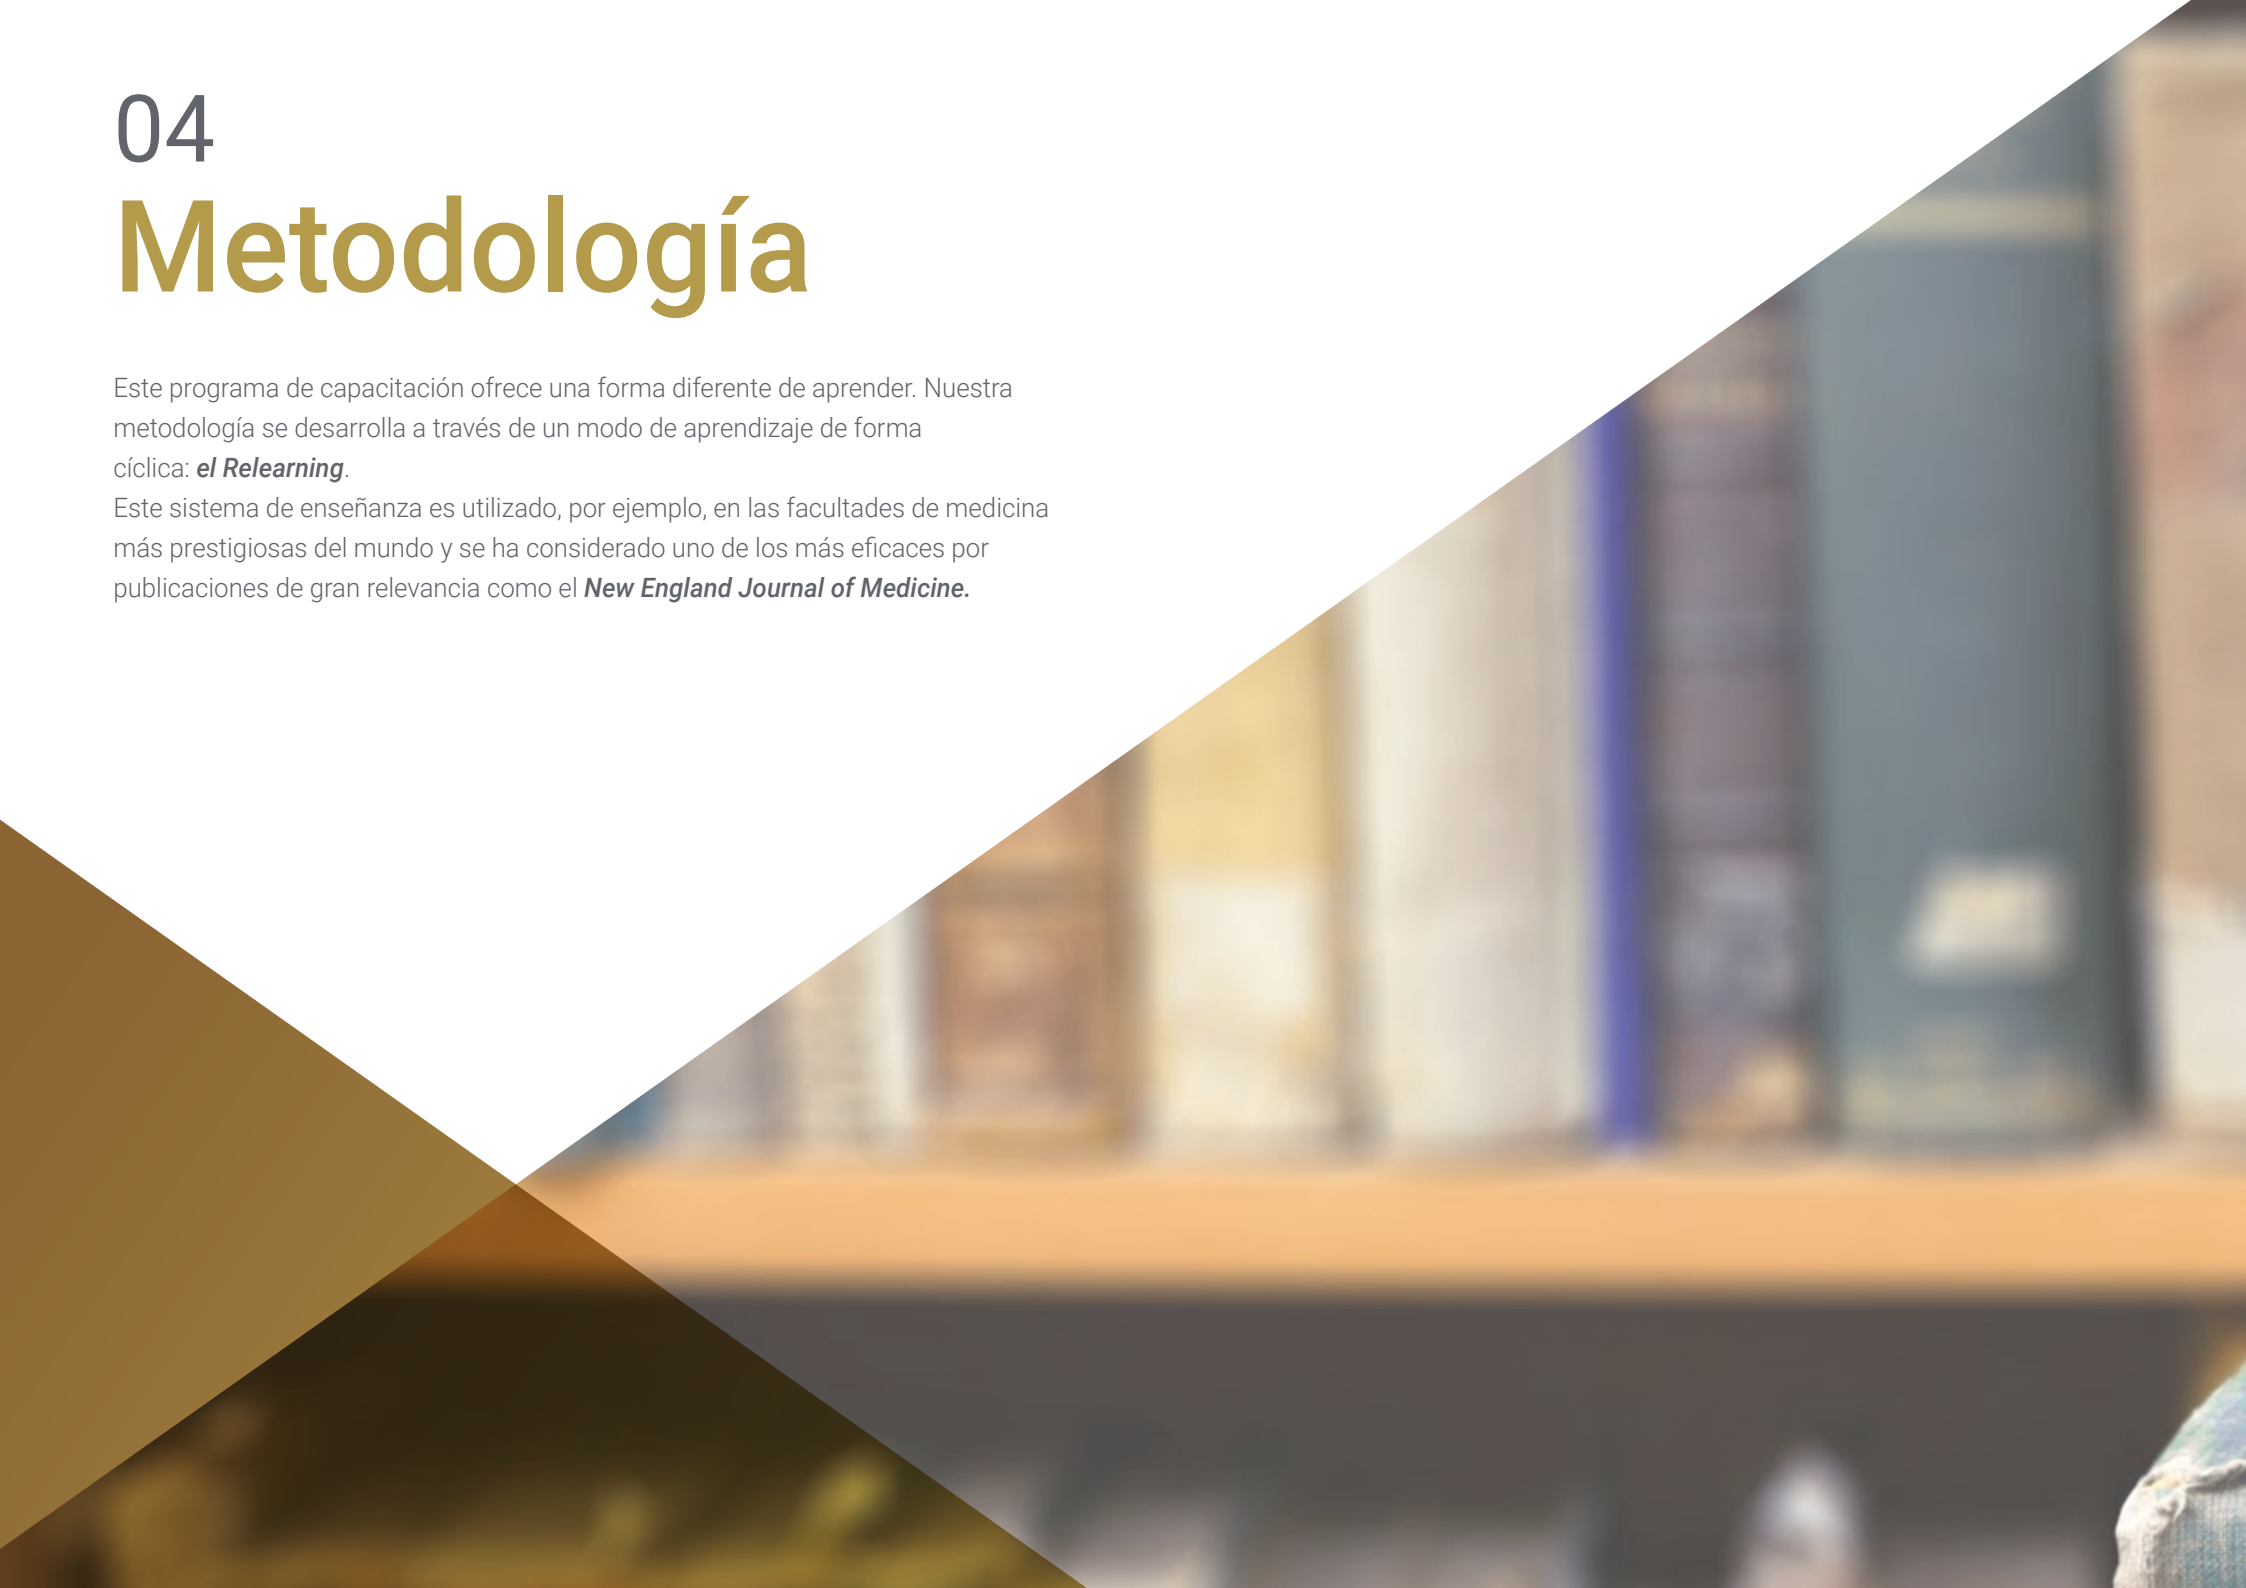 04
Metodología
Este programa de capacitación ofrece una forma diferente de aprender. Nuestra
metodología se desarrolla a través de un modo de aprendizaje de forma
cíclica: el Relearning.
Este sistema de enseñanza es utilizado, por ejemplo, en las facultades de medicina
más prestigiosas del mundo y se ha considerado uno de los más eficaces por
publicaciones de gran relevancia como el New England Journal of Medicine.